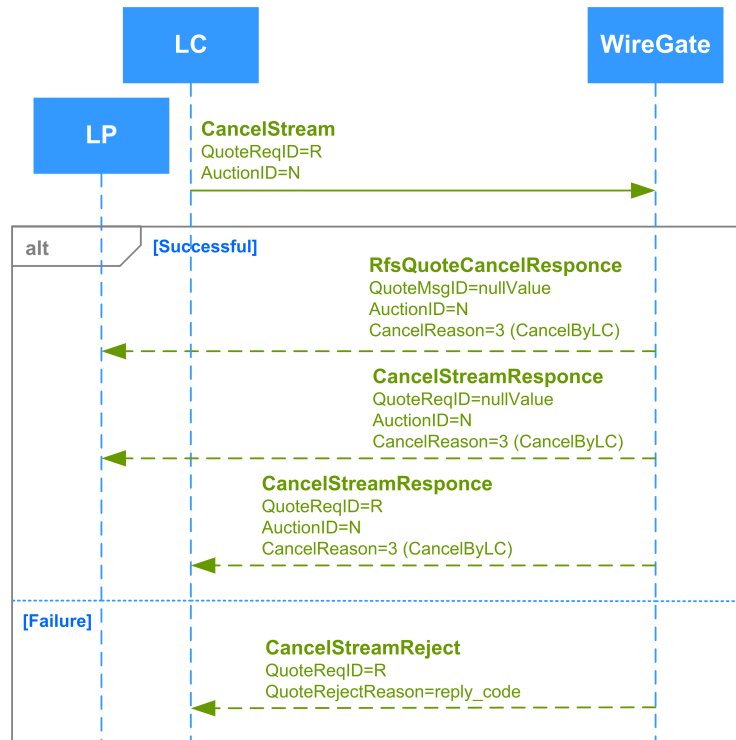 LC
WireGate
LP
CancelStream
QuoteReqID=R
AuctionID=N
alt
[Successful]
RfsQuoteCancelResponce
QuoteMsgID=nullValue
AuctionID=N
CancelReason=3 (CancelByLC)
CancelStreamResponce
QuoteReqID=nullValue
AuctionID=N
CancelReason=3 (CancelByLC)
CancelStreamResponce
QuoteReqID=R
AuctionID=N
CancelReason=3 (CancelByLC)
[Failure]
CancelStreamReject
QuoteReqID=R
QuoteRejectReason=reply_code